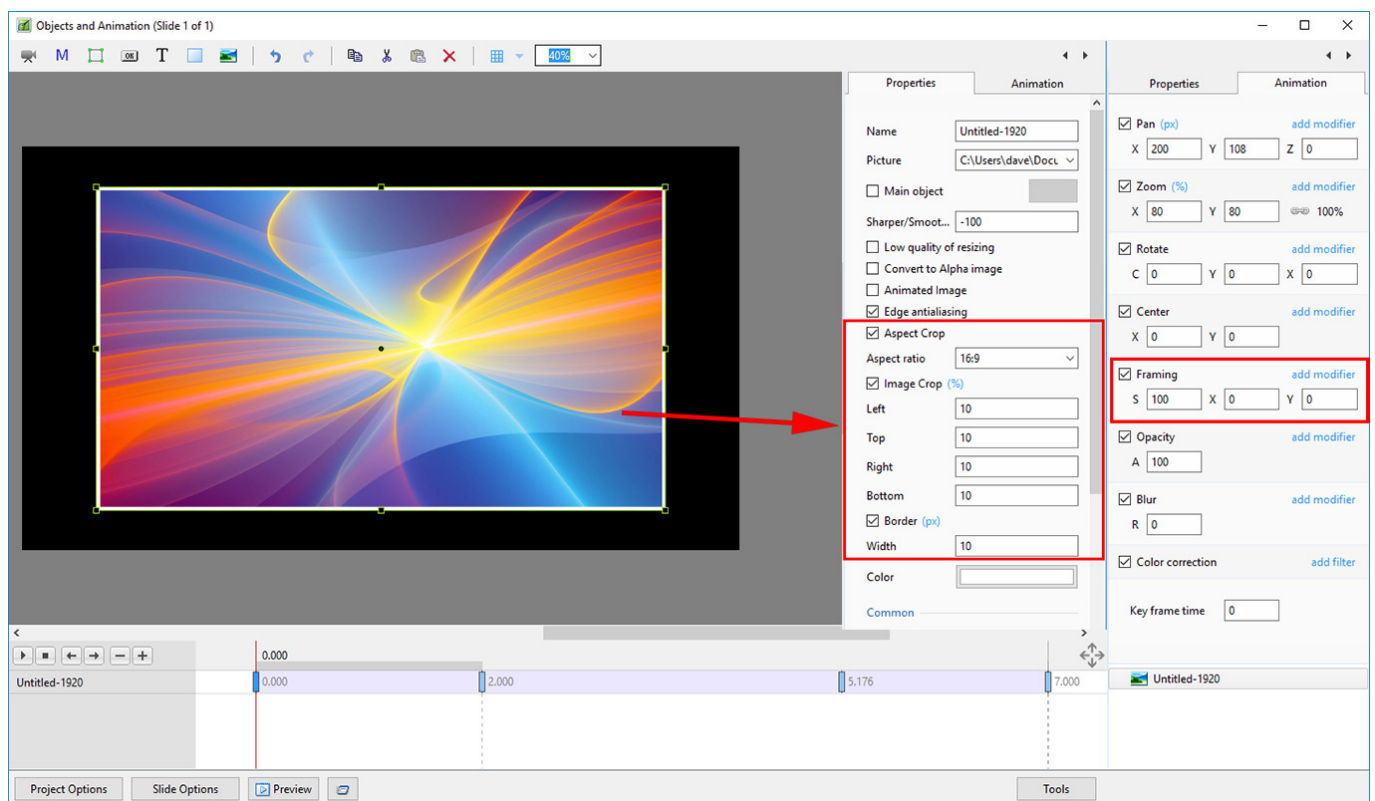 Objects and Animation (Slide 1 of 1)
M OK T 40%
Properties Animation
Name Untitled-1920
Picture C:\Users\dave\Docu
Main object
Sharper/Smoot... -100
Low quality of resizing
Convert to Alpha image
Animated Image
Edge antialiasing
Aspect Crop
Aspect ratio 16:9
Image Crop (%)
Left 10
Top 10
Right 10
Bottom 10
Border (px)
Width 10
Color
Common
Properties Animation
Pan (px) add modifier
X 200 Y 108 Z 0
Zoom (%) add modifier
X 80 Y 80 100%
Rotate add modifier
C 0 Y 0 X 0
Center add modifier
X 0 Y 0
Framing add modifier
S 100 X 0 Y 0
Opacity add modifier
A 100
Blur add modifier
R 0
Color correction add filter
Key frame time 0
0.000
Untitled-1920 0.000 2.000 5.176 7.000
Untitled-1920
Project Options Slide Options Preview Tools